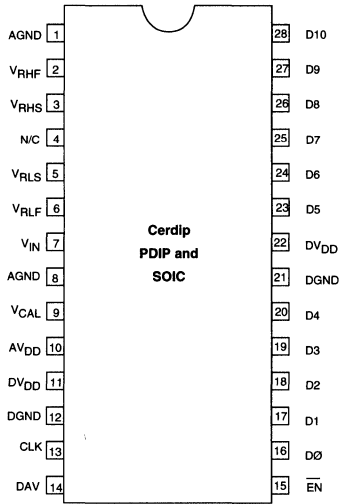 AGND 1 28 D10
VRHF 2 27 D9
VRHS 3 26 D8
N/C 4 25 D7
VRLS 5 24 D6
VRLF 6 23 D5
VIN 7 22 DVDD
AGND 8 21 DGND
VCAL 9 20 D4
AVDD 10 19 D3
DVDD 11 18 D2
DGND 12 17 D1
CLK 13 16 DØ
DAV 14 15 EN
Cerdip
PDIP and
SOIC